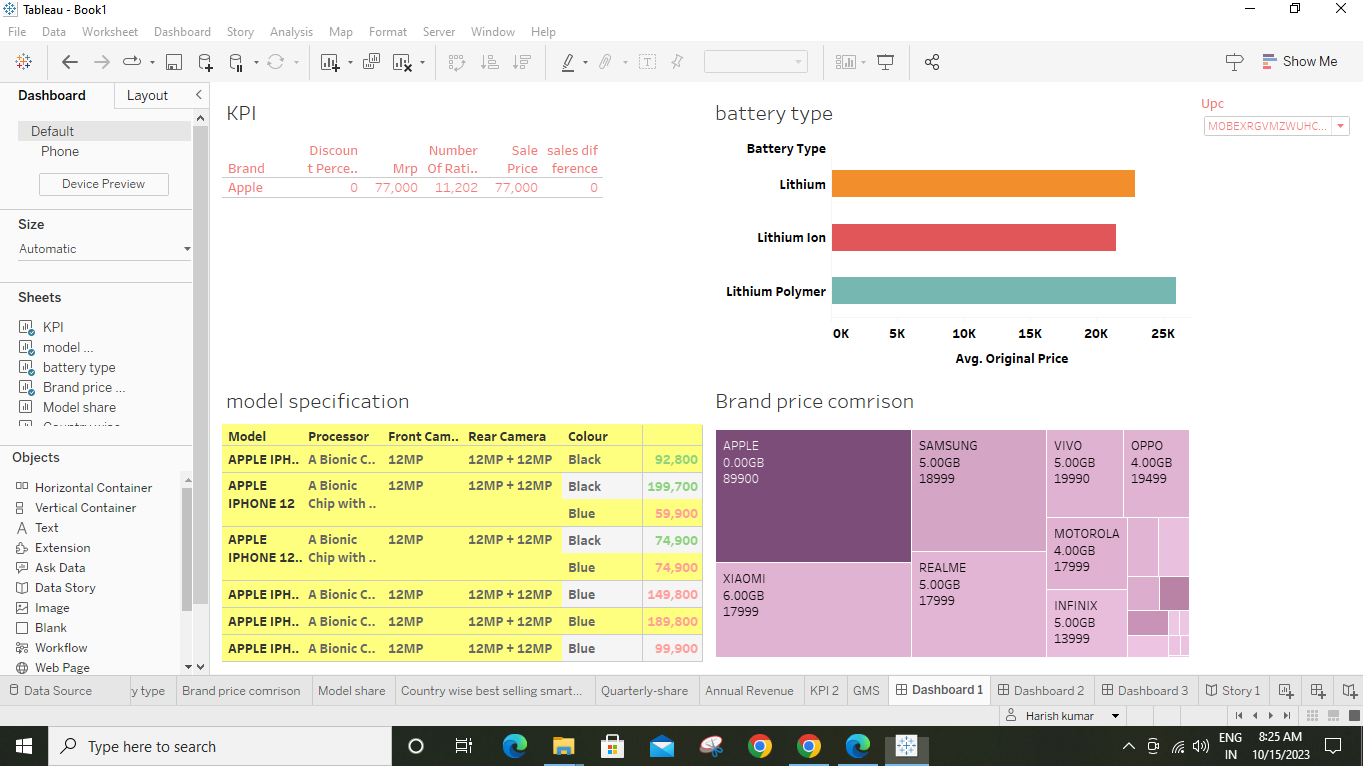 Tableau - Book1
File Data Worksheet Dashboard Story Analysis Map Format Server Window Help
Show Me
Dashboard Layout
Default
Phone
Device Preview
Size
Automatic
Sheets
KPI
model ...
battery type
Brand price ...
Model share
Objects
Horizontal Container
Vertical Container
Text
Extension
Ask Data
Data Story
Image
Blank
Workflow
Web Page
KPI
Discoun Number Sale sales dif
Brand t Perce.. Mrp Of Rati.. Price ference
Apple 0 77,000 11,202 77,000 0
battery type
Battery Type
Lithium
Lithium Ion
Lithium Polymer
0K 5K 10K 15K 20K 25K
Avg. Original Price
Upc
MOBEXRGVMZWUHC...
model specification
Model Processor Front Cam.. Rear Camera Colour
APPLE IPH.. A Bionic C.. 12MP 12MP + 12MP Black 92,800
APPLE A Bionic 12MP 12MP + 12MP Black 199,700
IPHONE 12 Chip with ..
Blue 59,900
APPLE A Bionic 12MP 12MP + 12MP Black 74,900
IPHONE 12.. Chip with ..
Blue 74,900
APPLE IPH.. A Bionic C.. 12MP 12MP + 12MP Blue 149,800
APPLE IPH.. A Bionic C.. 12MP 12MP + 12MP Blue 189,800
APPLE IPH.. A Bionic C.. 12MP 12MP + 12MP Blue 99,900
Brand price comrison
APPLE
0.00GB
89900
XIAOMI
6.00GB
17999
SAMSUNG
5.00GB
18999
REALME
5.00GB
17999
VIVO
5.00GB
19990
OPPO
4.00GB
19499
MOTOROLA
4.00GB
17999
INFINIX
5.00GB
13999
Data Source y type Brand price comrison Model share Country wise best selling smart... Quarterly-share Annual Revenue KPI 2 GMS Dashboard 1 Dashboard 2 Dashboard 3 Story 1
Harish kumar
Type here to search
ENG
IN
8:25 AM
10/15/2023